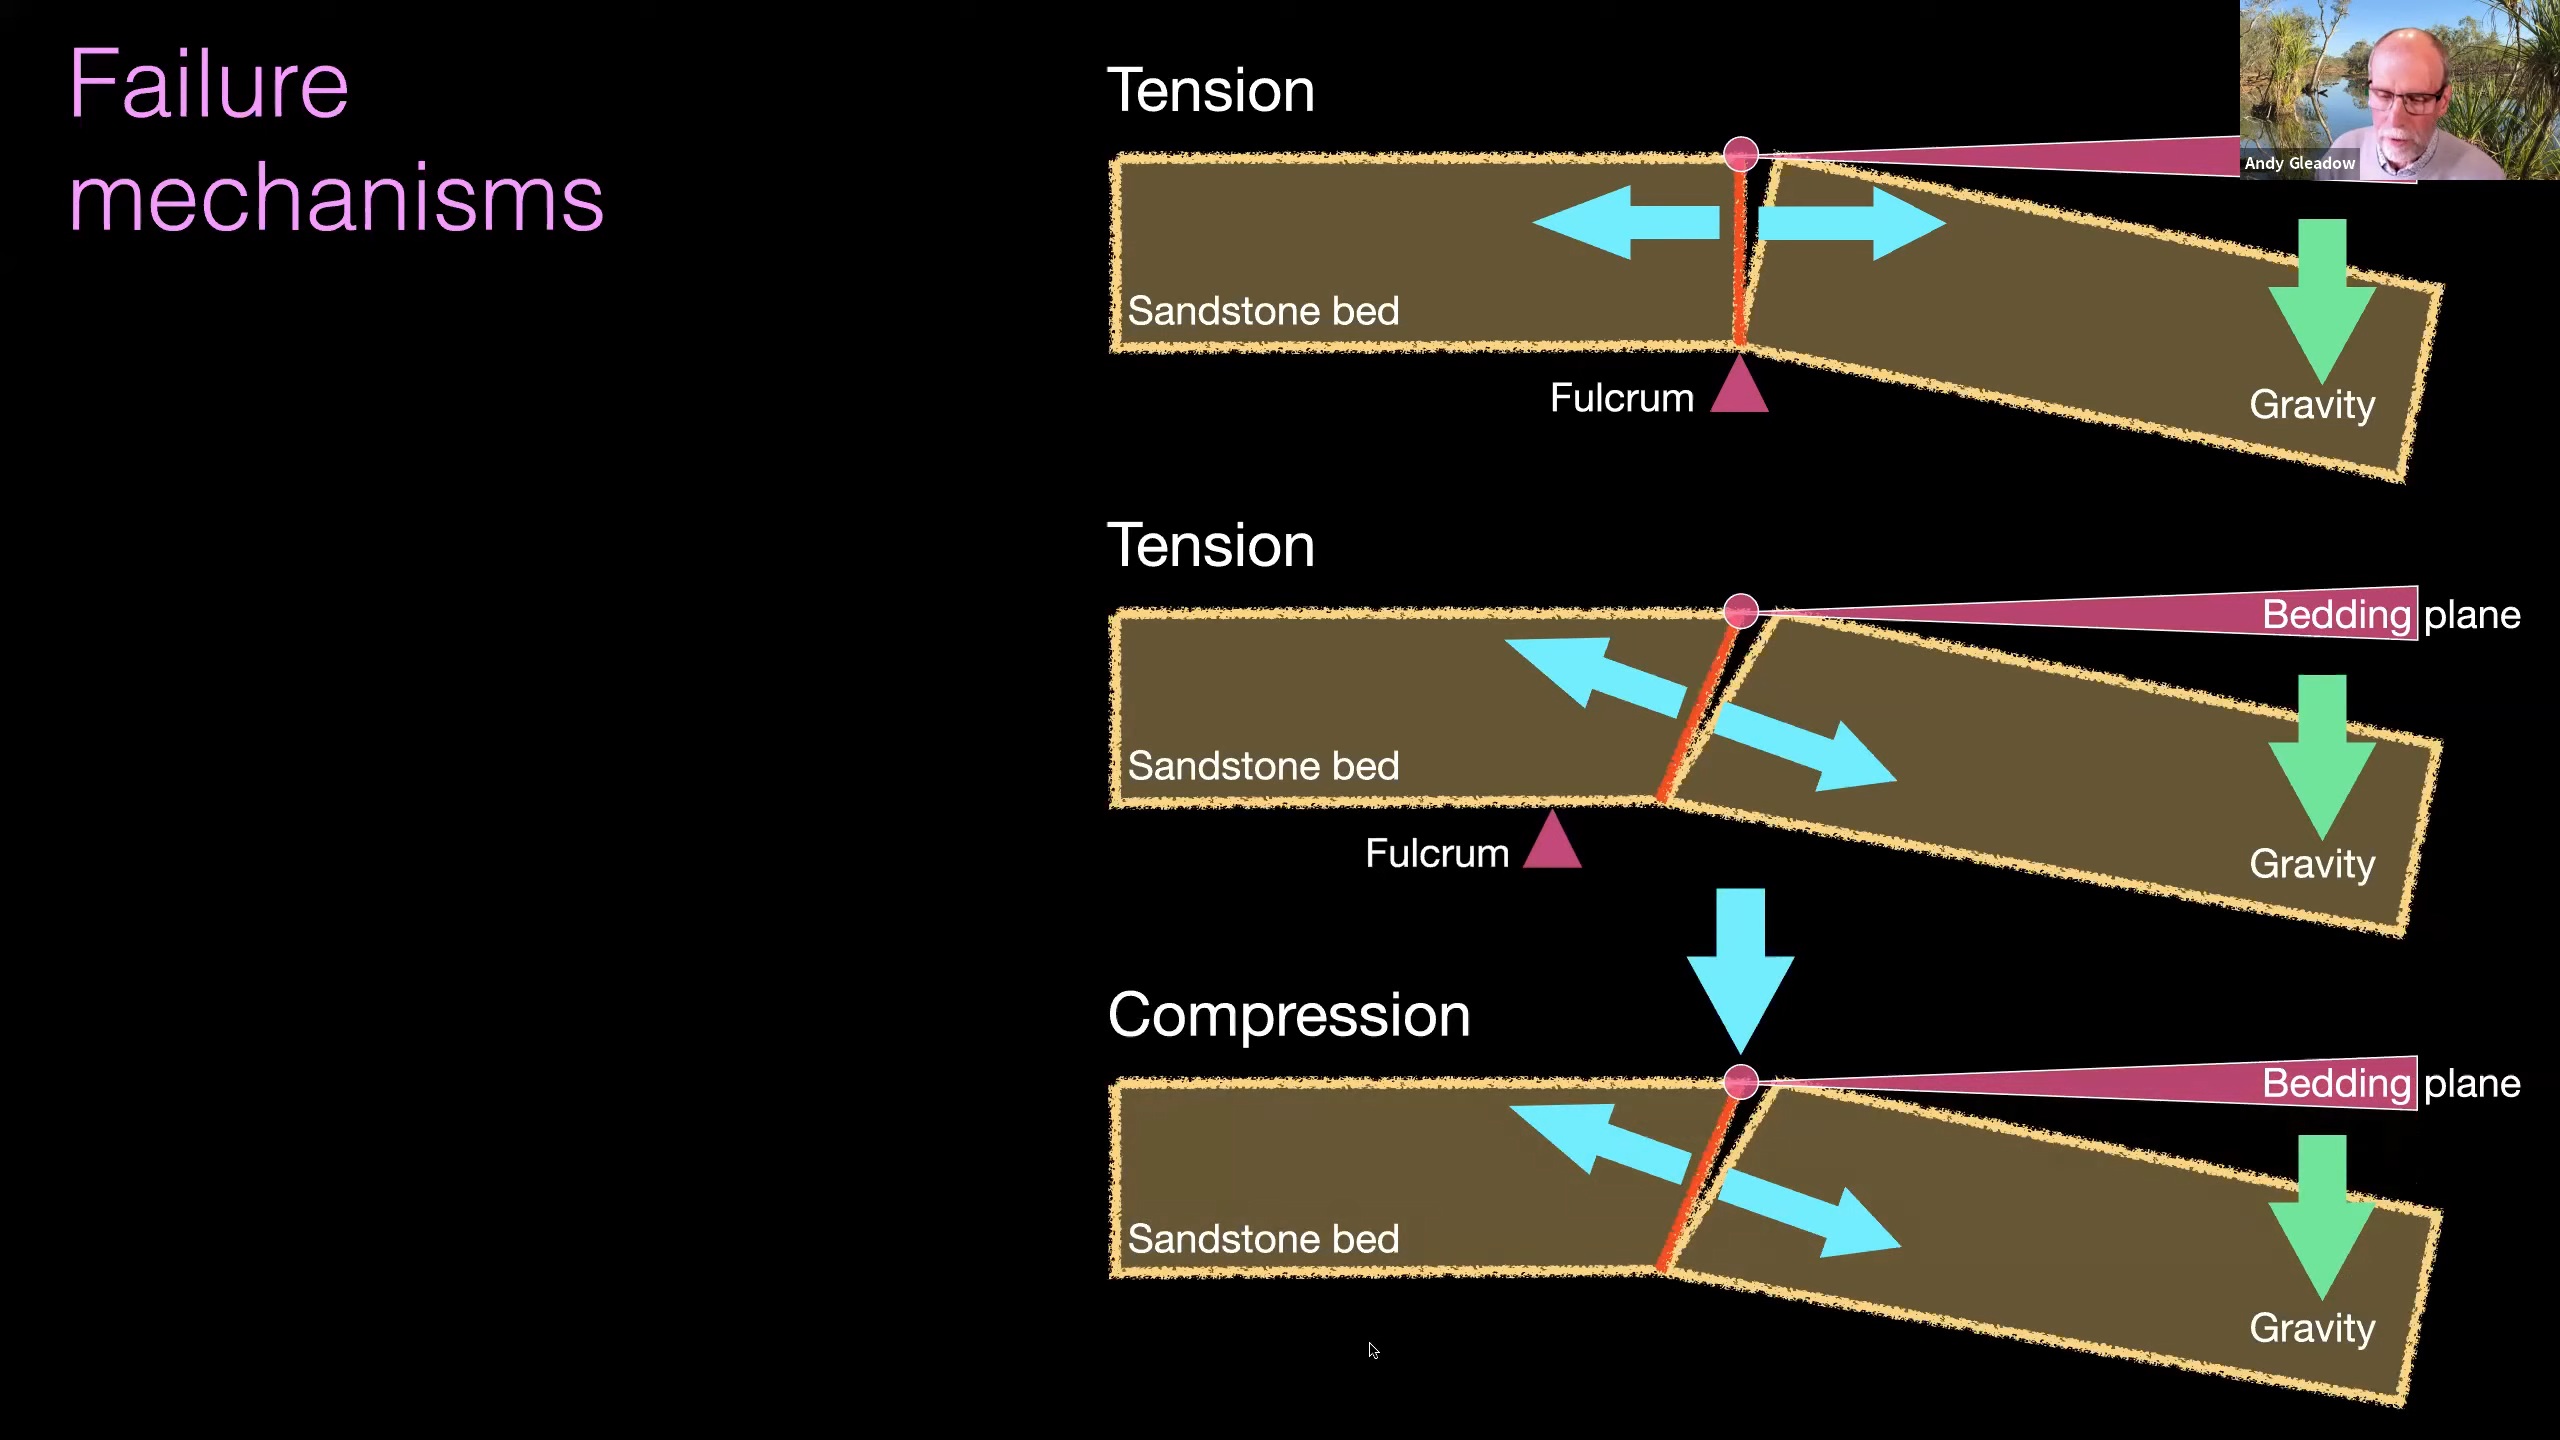 Failure
mechanisms
Tension
Andy Gleadow
Sandstone bed
Fulcrum
Gravity
Tension
Bedding plane
Sandstone bed
Fulcrum
Gravity
Compression
Bedding plane
Sandstone bed
Gravity